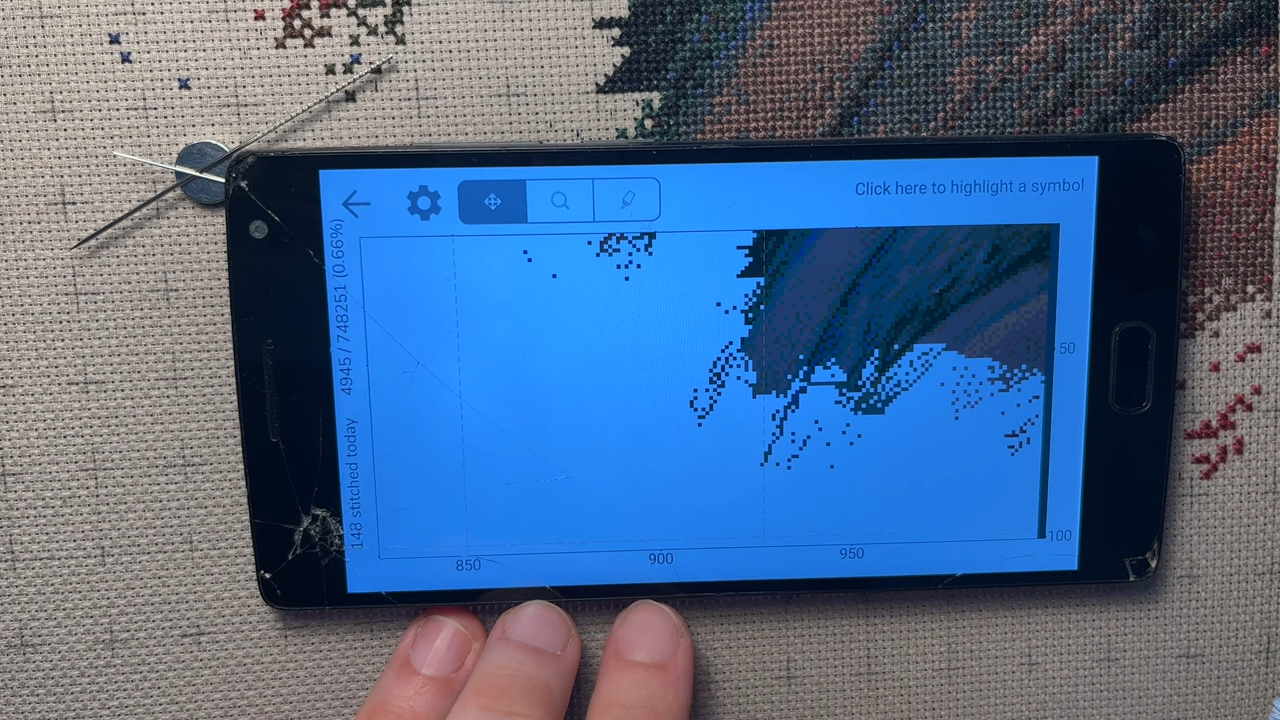 Click here to highlight a symbol
148 stitched today 4945 / 748251 (0.66%)
50
100
850 900 950